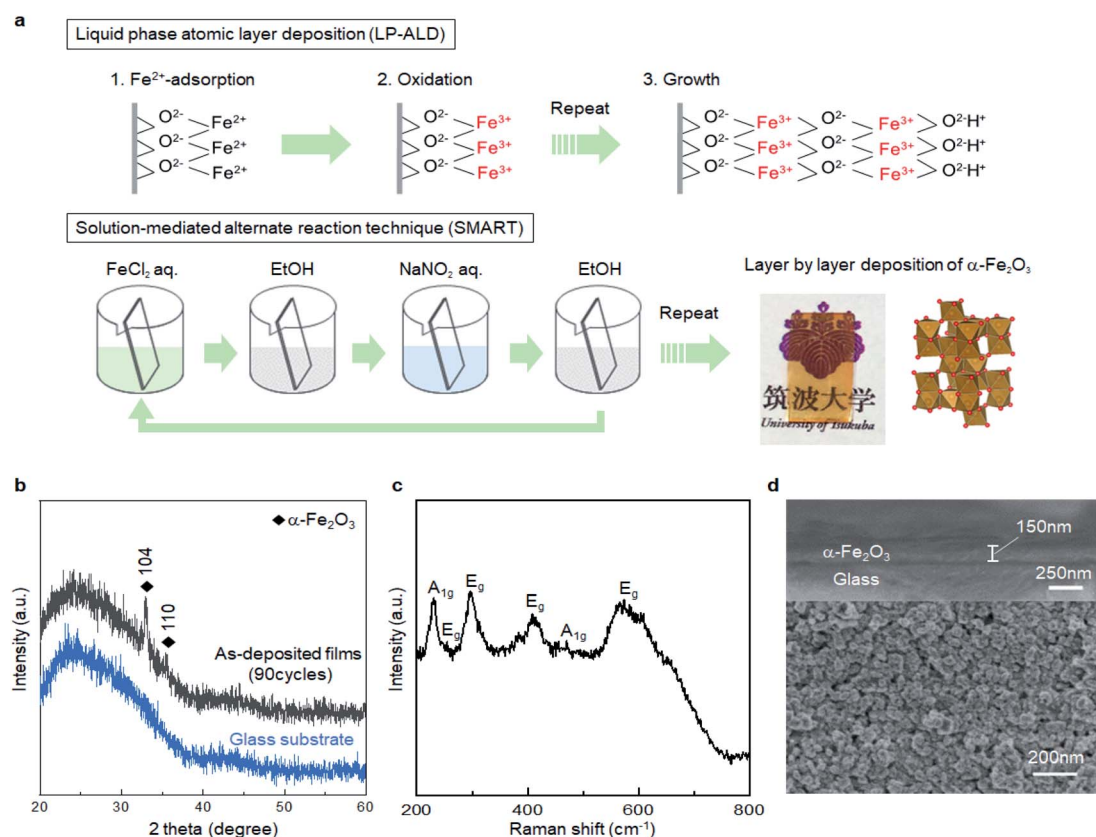 a
Liquid phase atomic layer deposition (LP-ALD)
1. Fe²⁺-adsorption
2. Oxidation
Repeat
3. Growth
O²⁻ Fe²⁺
O²⁻ Fe²⁺
O²⁻ Fe²⁺
O²⁻ Fe³⁺
O²⁻ Fe³⁺
O²⁻ Fe³⁺
O²⁻ Fe³⁺ O²⁻ Fe³⁺ O²⁻H⁺
O²⁻ Fe³⁺ O²⁻ Fe³⁺ O²⁻H⁺
O²⁻ Fe³⁺ O²⁻ Fe³⁺ O²⁻H⁺
Solution-mediated alternate reaction technique (SMART)
FeCl₂ aq.
EtOH
NaNO₂ aq.
EtOH
Repeat
Layer by layer deposition of α-Fe₂O₃
筑波大学
University of Tsukuba
b
◆ α-Fe₂O₃
104
110
As-deposited films
(90cycles)
Glass substrate
Intensity (a.u.)
20 30 40 50 60
2 theta (degree)
c
A1g
Eg
Eg
Eg
A1g
Eg
Intensity (a.u.)
200 400 600 800
Raman shift (cm⁻¹)
d
150nm
α-Fe₂O₃
Glass
250nm
200nm